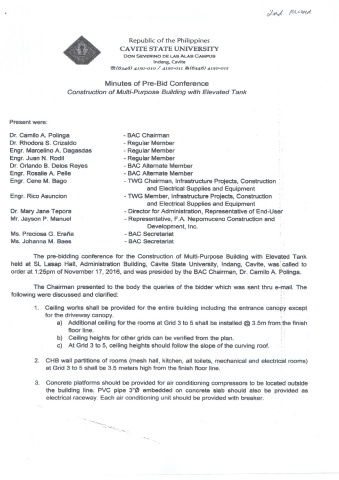 2nd
Republic of the Philippines
CAVITE STATE UNIVERSITY
DON SEVERINO DE LAS ALAS CAMPUS
Indang, Cavite
☎(6346) 4150-010 / 4150-011 (6346) 4150-011
Minutes of Pre-Bid Conference
Construction of Multi-Purpose Building with Elevated Tank
Present were:
Dr. Camilo A. Polinga - BAC Chairman
Dr. Rhodora S. Crizaldo - Regular Member
Engr. Marcelino A. Dagasdas - Regular Member
Engr. Juan N. Rodil - Regular Member
Dr. Orlando B. Delos Reyes - BAC Alternate Member
Engr. Rosalie A. Pelle - BAC Alternate Member
Engr. Cene M. Bago - TWG Chairman, Infrastructure Projects, Construction
and Electrical Supplies and Equipment
Engr. Rico Asuncion - TWG Member, Infrastructure Projects, Construction
and Electrical Supplies and Equipment
Dr. Mary Jane Tepora - Director for Administration, Representative of End-User
Mr. Jayson P. Manuel - Representative, F.A. Nepomuceno Construction and
Development, Inc.
Ms. Preciosa G. Eraña - BAC Secretariat
Ms. Johanna M. Baes - BAC Secretariat
The pre-bidding conference for the Construction of Multi-Purpose Building with Elevated Tank
held at SL Lasap Hall, Administration Building, Cavite State University, Indang, Cavite, was called to
order at 1:25pm of November 17, 2016, and was presided by the BAC Chairman, Dr. Camilo A. Polinga.
The Chairman presented to the body the queries of the bidder which was sent thru e-mail. The
following were discussed and clarified:
1. Ceiling works shall be provided for the entire building including the entrance canopy except
for the driveway canopy.
a) Additional ceiling for the rooms at Grid 3 to 5 shall be installed @ 3.5m from the finish
floor line.
b) Ceiling heights for other grids can be verified from the plan.
c) At Grid 3 to 5, ceiling heights should follow the slope of the curving roof.
2. CHB wall partitions of rooms (mesh hall, kitchen, all toilets, mechanical and electrical rooms)
at Grid 3 to 5 shall be 3.5 meters high from the finish floor line.
3. Concrete platforms should be provided for air conditioning compressors to be located outside
the building line. PVC pipe 3"Ø embedded on concrete slab should also be provided as
electrical raceway. Each air conditioning unit should be provided with breaker.